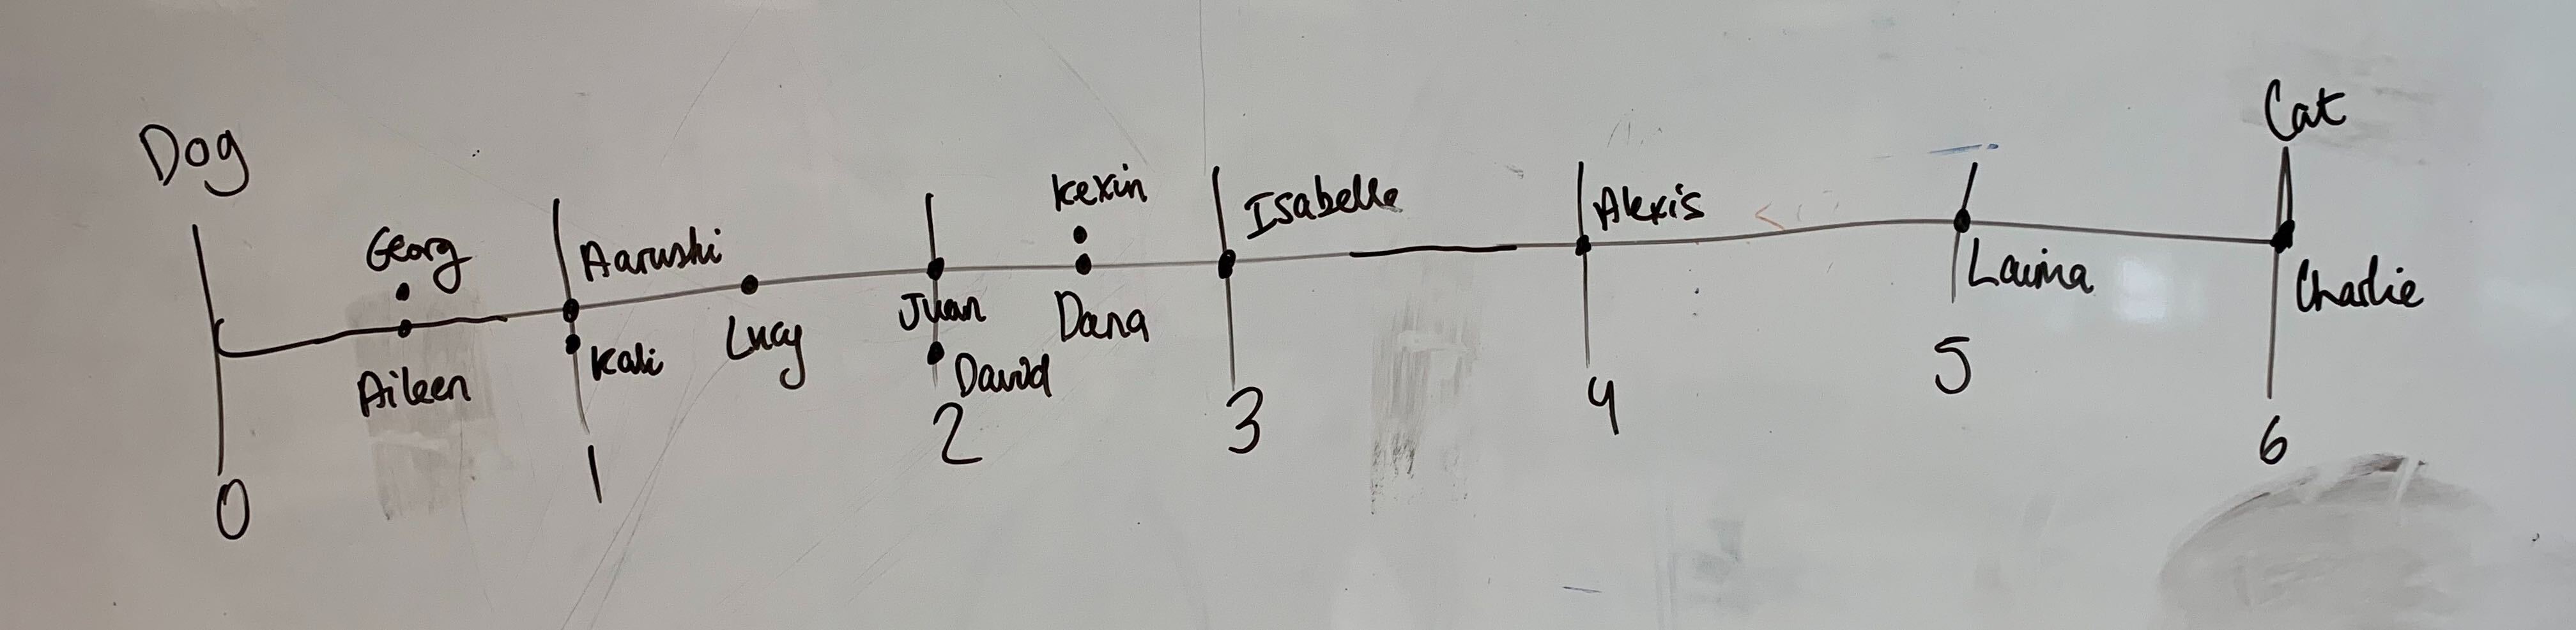 Dog
Cat
Kexin
Georg
Aarushi
Isabelle
Alexis
Aileen
Kali
Lucy
Juan
David
Dana
Laima
Charlie
0
1
2
3
4
5
6